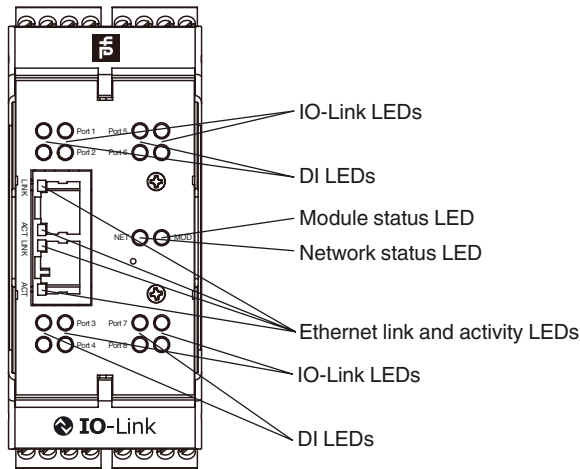 Port 1 Port 5
IO-Link LEDs
Port 2 Port 6
DI LEDs
LINK
Module status LED
ACT
NET MOD
Network status LED
LINK
ACT
Port 3 Port 7
Ethernet link and activity LEDs
Port 4 Port 8
IO-Link LEDs
IO-Link
DI LEDs